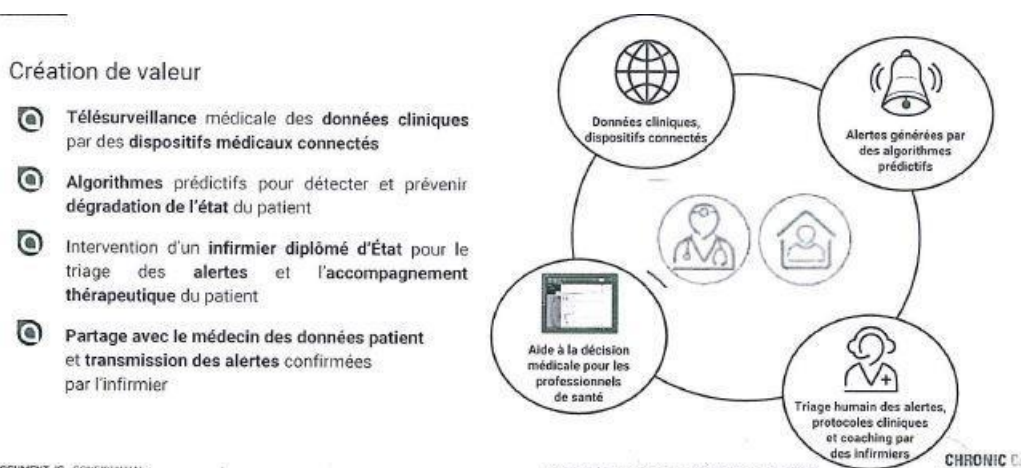 Création de valeur
Télésurveillance médicale des données cliniques
par des dispositifs médicaux connectés
Algorithmes prédictifs pour détecter et prévenir
dégradation de l'état du patient
Intervention d'un infirmier diplômé d'État pour le
triage des alertes et l'accompagnement
thérapeutique du patient
Partage avec le médecin des données patient
et transmission des alertes confirmées
par l'infirmier
Données cliniques,
dispositifs connectés
Alertes générées par
des algorithmes
prédictifs
Aide à la décision
médicale pour les
professionnels
de santé
Triage humain des alertes,
protocoles cliniques
et coaching par
des infirmiers
CHRONIC